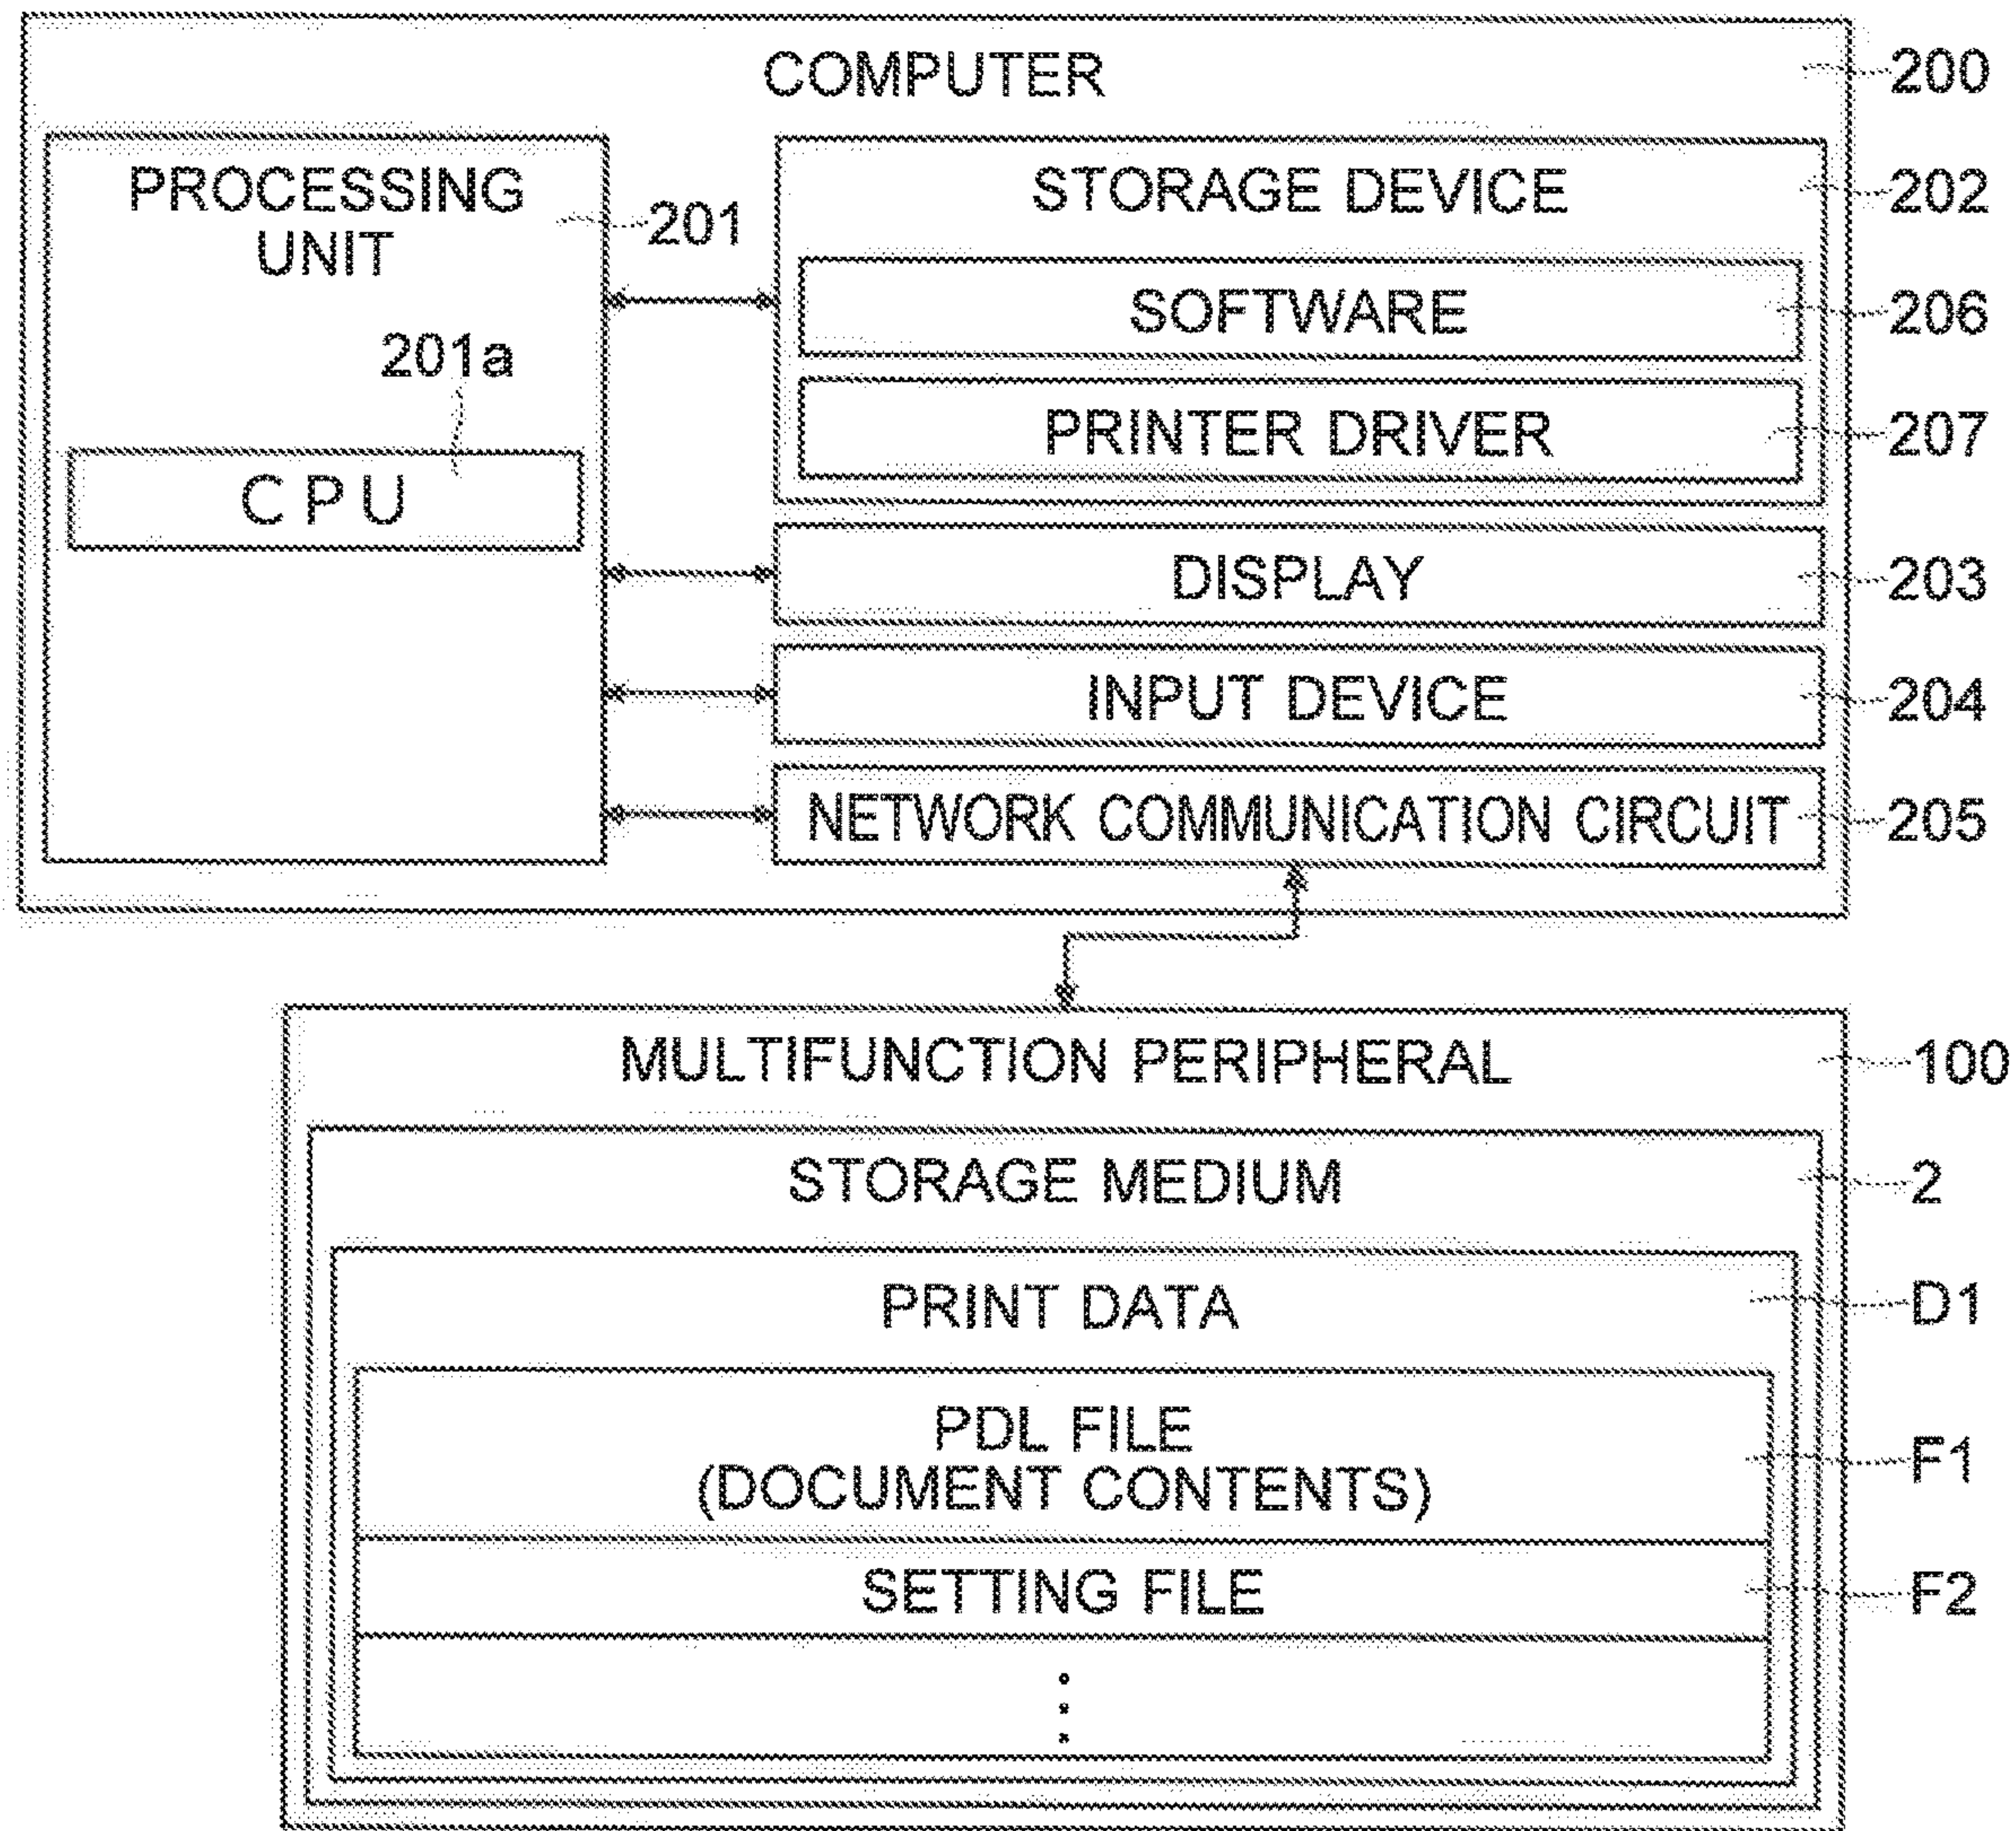 COMPUTER
200
PROCESSING
UNIT
201
201a
CPU
STORAGE DEVICE
202
SOFTWARE
206
PRINTER DRIVER
207
DISPLAY
203
INPUT DEVICE
204
NETWORK COMMUNICATION CIRCUIT
205
MULTIFUNCTION PERIPHERAL
100
STORAGE MEDIUM
2
PRINT DATA
D1
PDL FILE
(DOCUMENT CONTENTS)
F1
SETTING FILE
F2